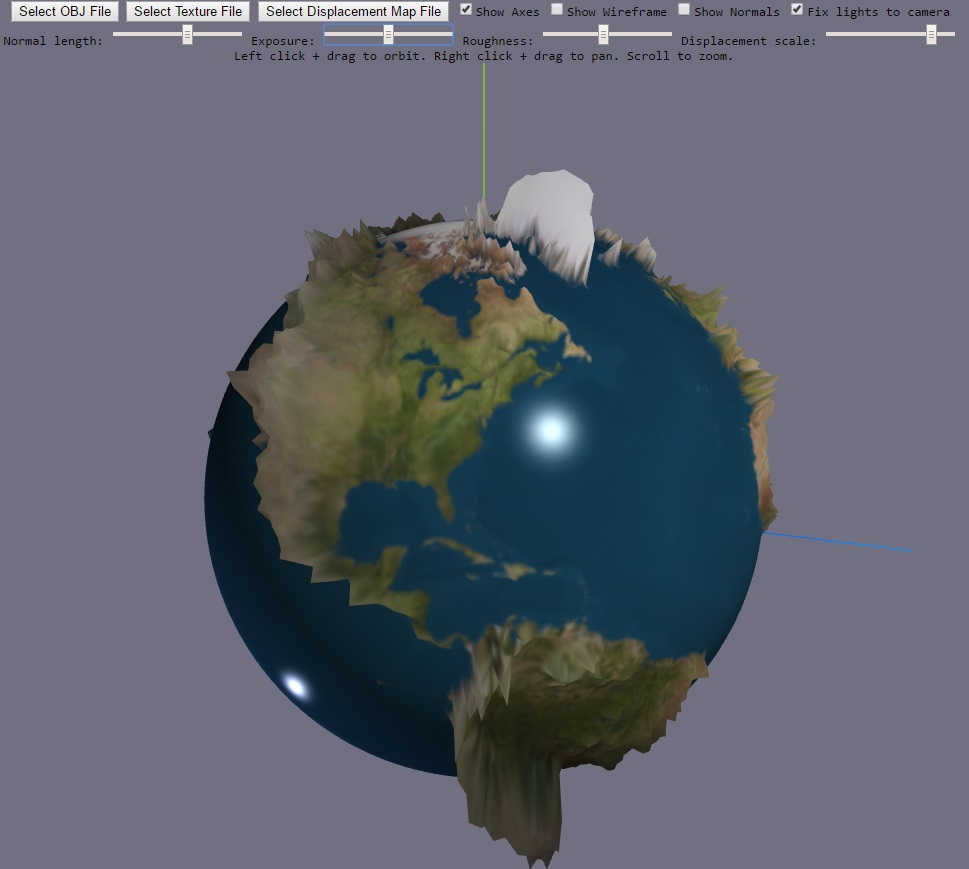 Select OBJ File Select Texture File Select Displacement Map File Show Axes Show Wireframe Show Normals Fix lights to camera
Normal length: Exposure: Roughness: Displacement scale:
Left click + drag to orbit. Right click + drag to pan. Scroll to zoom.